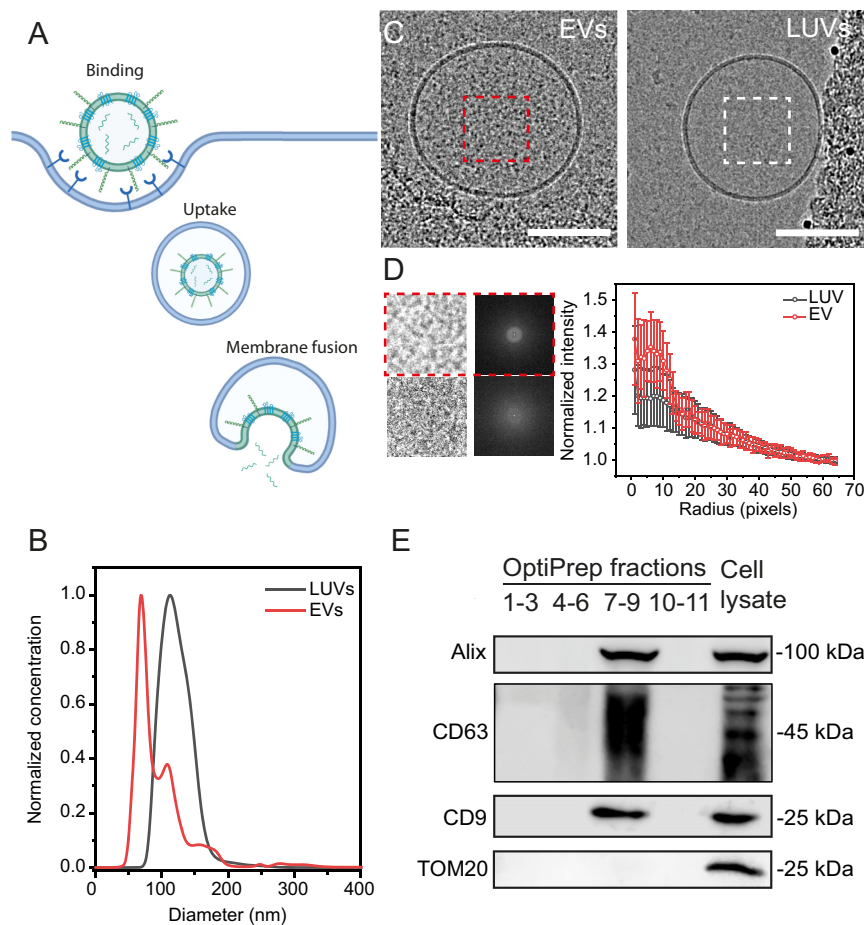 A
Binding
Uptake
Membrane fusion
C
EVs
LUVs
D
Normalized intensity
1.5
1.4
1.3
1.2
1.1
1.0
LUV
EV
0 10 20 30 40 50 60 70
Radius (pixels)
B
Normalized concentration
1.0
0.8
0.6
0.4
0.2
0.0
LUVs
EVs
0 100 200 300 400
Diameter (nm)
E
OptiPrep fractions
Cell
lysate
1-3 4-6 7-9 10-11
Alix
-100 kDa
CD63
-45 kDa
CD9
-25 kDa
TOM20
-25 kDa